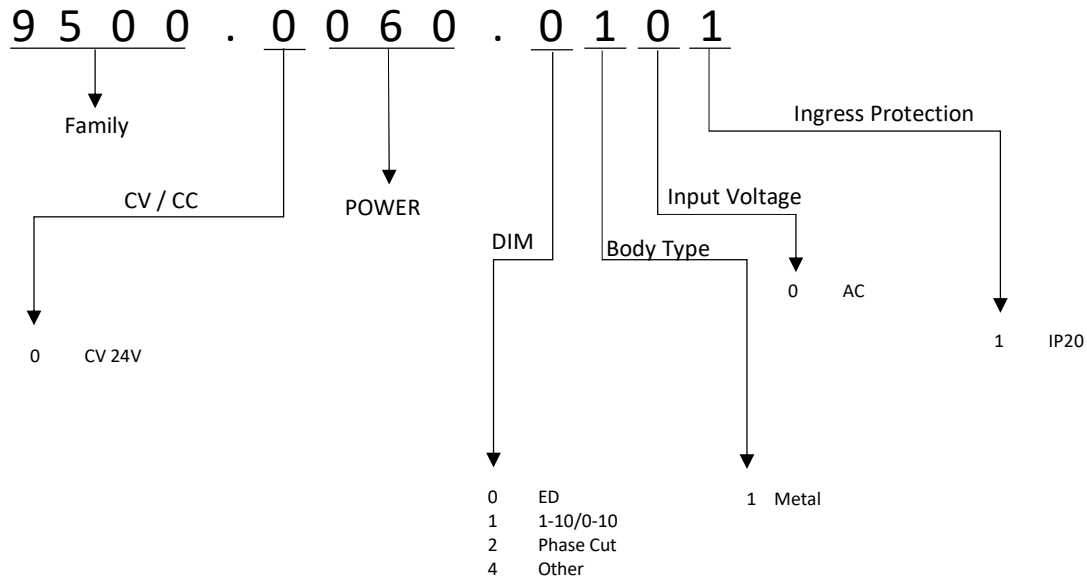 9500.0060.0101
Family
Ingress Protection
CV / CC
POWER
Input Voltage
DIM
Body Type
0 AC
1 IP20
0 CV 24V
0 ED
1 1-10/0-10
2 Phase Cut
4 Other
1 Metal